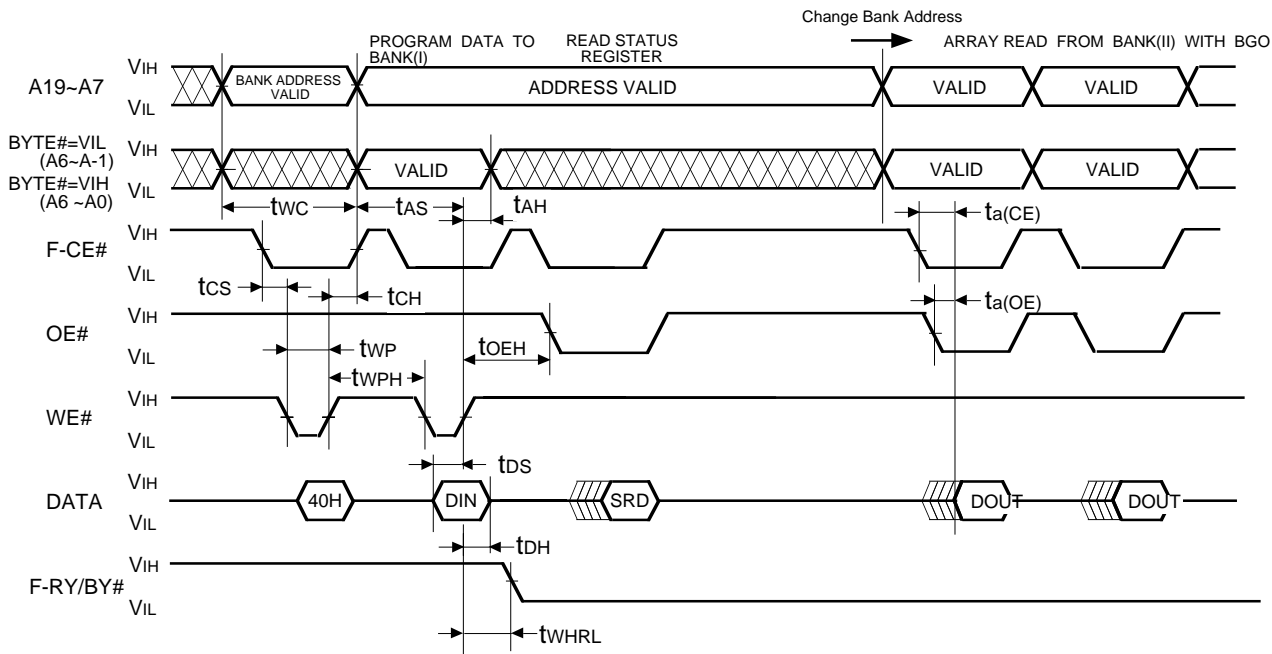 Change Bank Address
PROGRAM DATA TO BANK(I)
READ STATUS REGISTER
ARRAY READ FROM BANK(II) WITH BGO
A19~A7
VIH
VIL
BANK ADDRESS VALID
ADDRESS VALID
VALID
VALID
BYTE#=VIL
(A6~A-1)
BYTE#=VIH
(A6 ~A0)
VIH
VIL
VALID
VALID
VALID
tWC
tAS
tAH
ta(CE)
F-CE#
VIH
VIL
tCS
tCH
ta(OE)
OE#
VIH
VIL
tWP
tOEH
tWPH
WE#
VIH
VIL
tDS
DATA
VIH
VIL
40H
DIN
SRD
DOUT
DOUT
tDH
F-RY/BY#
VIH
VIL
tWHRL